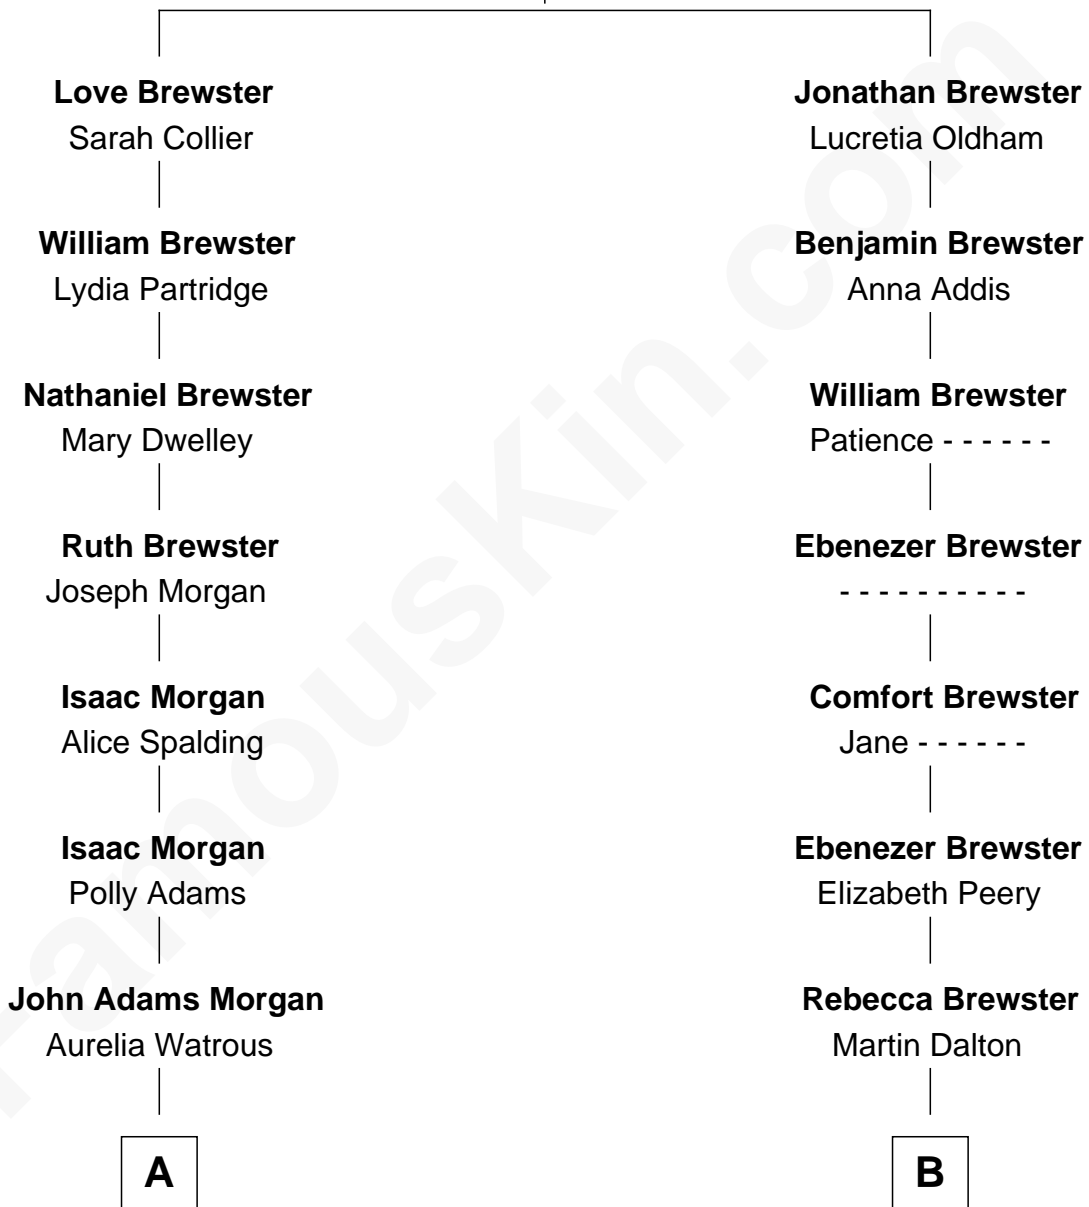 Love Brewster
Sarah Collier
William Brewster
Lydia Partridge
Nathaniel Brewster
Mary Dwelley
Ruth Brewster
Joseph Morgan
Isaac Morgan
Alice Spalding
Isaac Morgan
Polly Adams
John Adams Morgan
Aurelia Watrous
A
Jonathan Brewster
Lucretia Oldham
Benjamin Brewster
Anna Addis
William Brewster
Patience - - - - - -
Ebenezer Brewster
- - - - - - - - - -
Comfort Brewster
Jane - - - - - -
Ebenezer Brewster
Elizabeth Peery
Rebecca Brewster
Martin Dalton
B
FamousKin.com